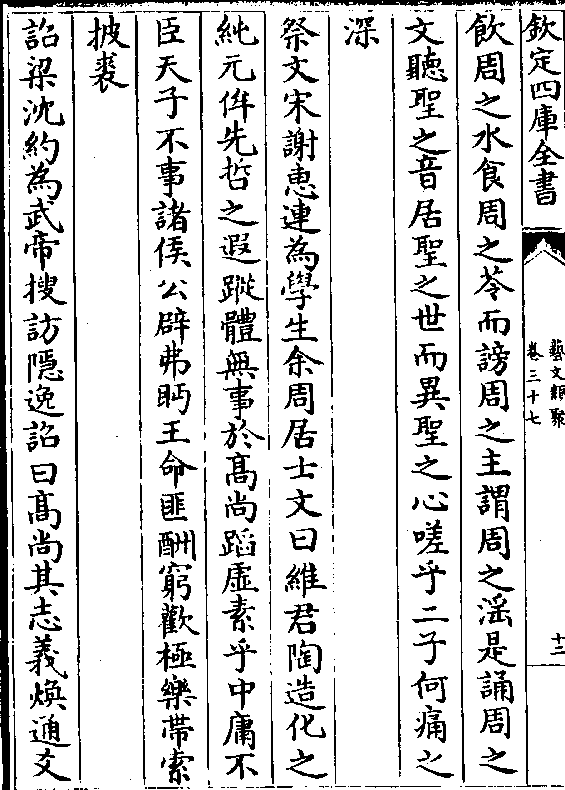 欽定四庫全書
藝文類聚
卷三十七
十二
飲周之水食周之苓而謗周之主謂周之淫是誦周之
文聽聖之音居聖之世而異聖之心嗟乎二子何痛之
深
祭文宋謝恵連為學生余周居士文曰維君陶造化之
純元侔先哲之遐蹤體無事於髙尚蹈虚素乎中庸不
臣天子不事諸侯公辟弗眄王命匪酬窮歡極樂帶索
披裘
詔梁沈約為武帝搜訪隱逸詔曰髙尚其志義煥通爻